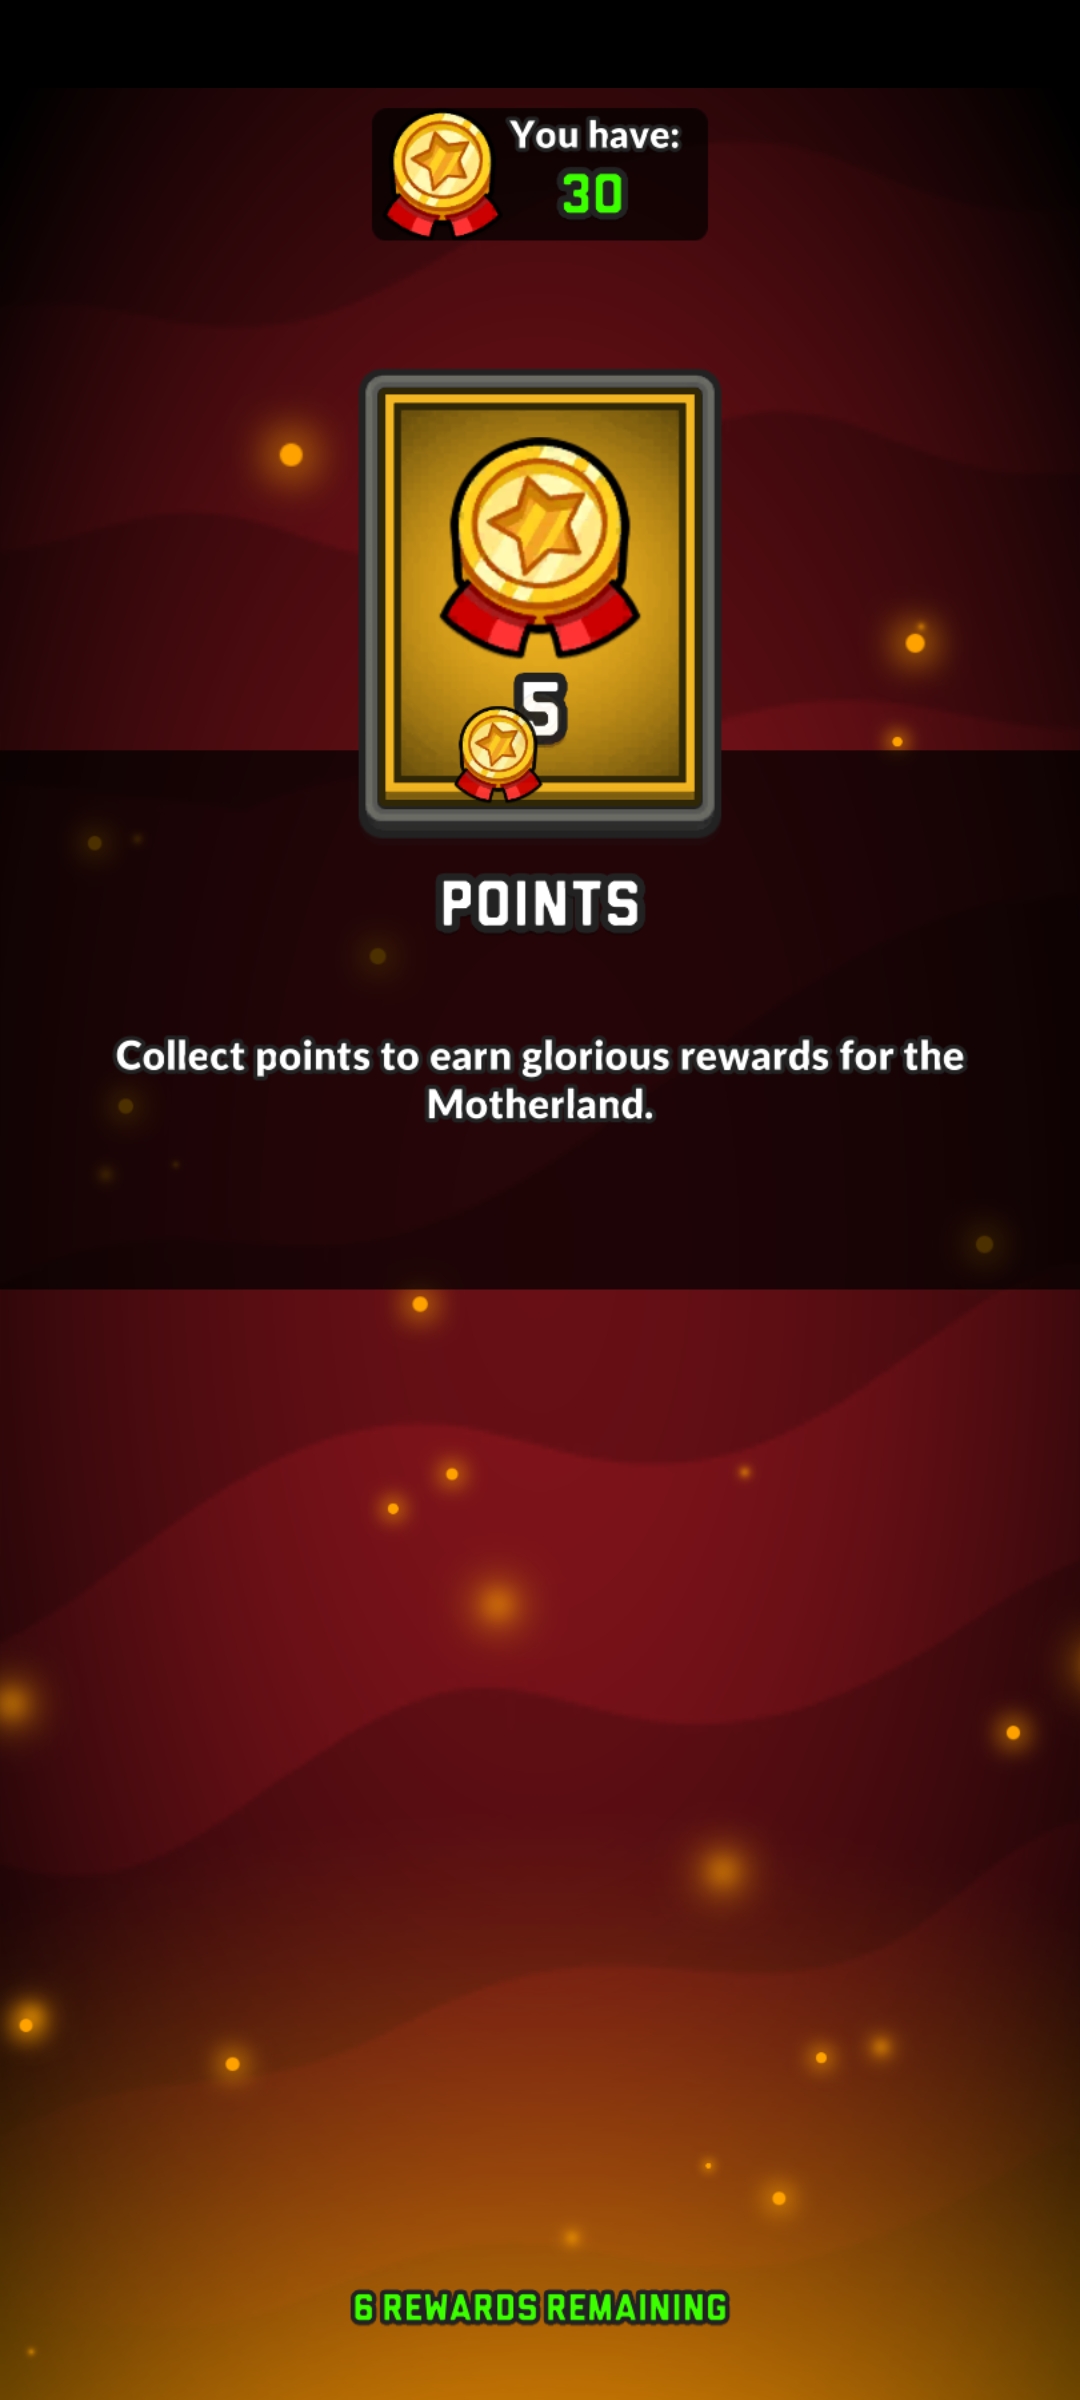 You have:
30
5
POINTS
Collect points to earn glorious rewards for the
Motherland.
6 REWARDS REMAINING